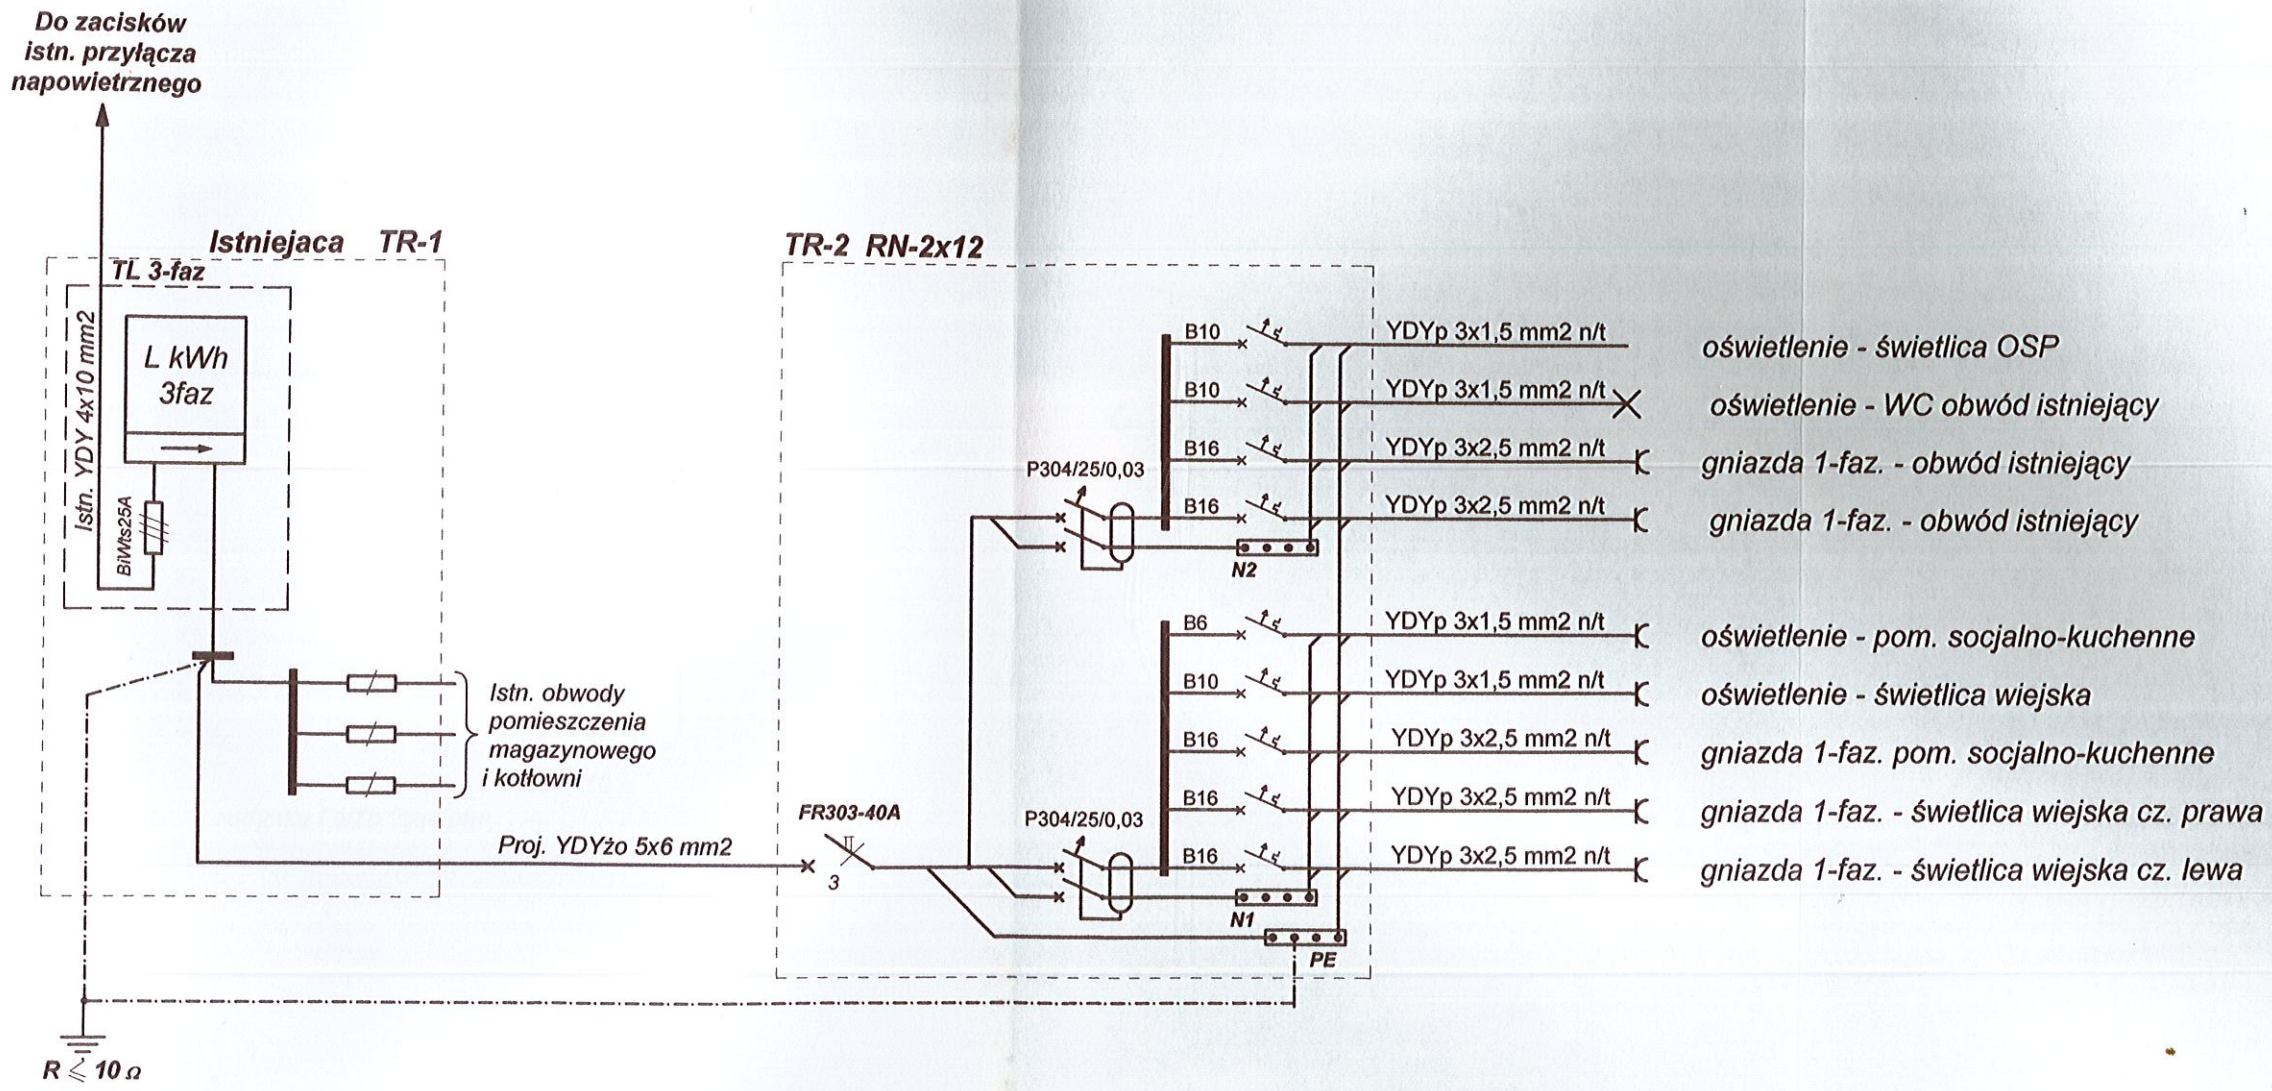 Do zacisków
istn. przyłącza
napowietrznego
Istniejaca TR-1
TL 3-faz
Istn. YDY 4x10 mm2
L kWh
3faz
BiWts25A
Istn. obwody
pomieszczenia
magazynowego
i kotłowni
Proj. YDYżo 5x6 mm2
R ⩽ 10 Ω
TR-2 RN-2x12
FR303-40A
3
P304/25/0,03
B10 YDYp 3x1,5 mm2 n/t oświetlenie - świetlica OSP
B10 YDYp 3x1,5 mm2 n/t oświetlenie - WC obwód istniejący
B16 YDYp 3x2,5 mm2 n/t gniazda 1-faz. - obwód istniejący
B16 YDYp 3x2,5 mm2 n/t gniazda 1-faz. - obwód istniejący
N2
B6 YDYp 3x1,5 mm2 n/t oświetlenie - pom. socjalno-kuchenne
B10 YDYp 3x1,5 mm2 n/t oświetlenie - świetlica wiejska
B16 YDYp 3x2,5 mm2 n/t gniazda 1-faz. pom. socjalno-kuchenne
P304/25/0,03
B16 YDYp 3x2,5 mm2 n/t gniazda 1-faz. - świetlica wiejska cz. prawa
B16 YDYp 3x2,5 mm2 n/t gniazda 1-faz. - świetlica wiejska cz. lewa
N1
PE